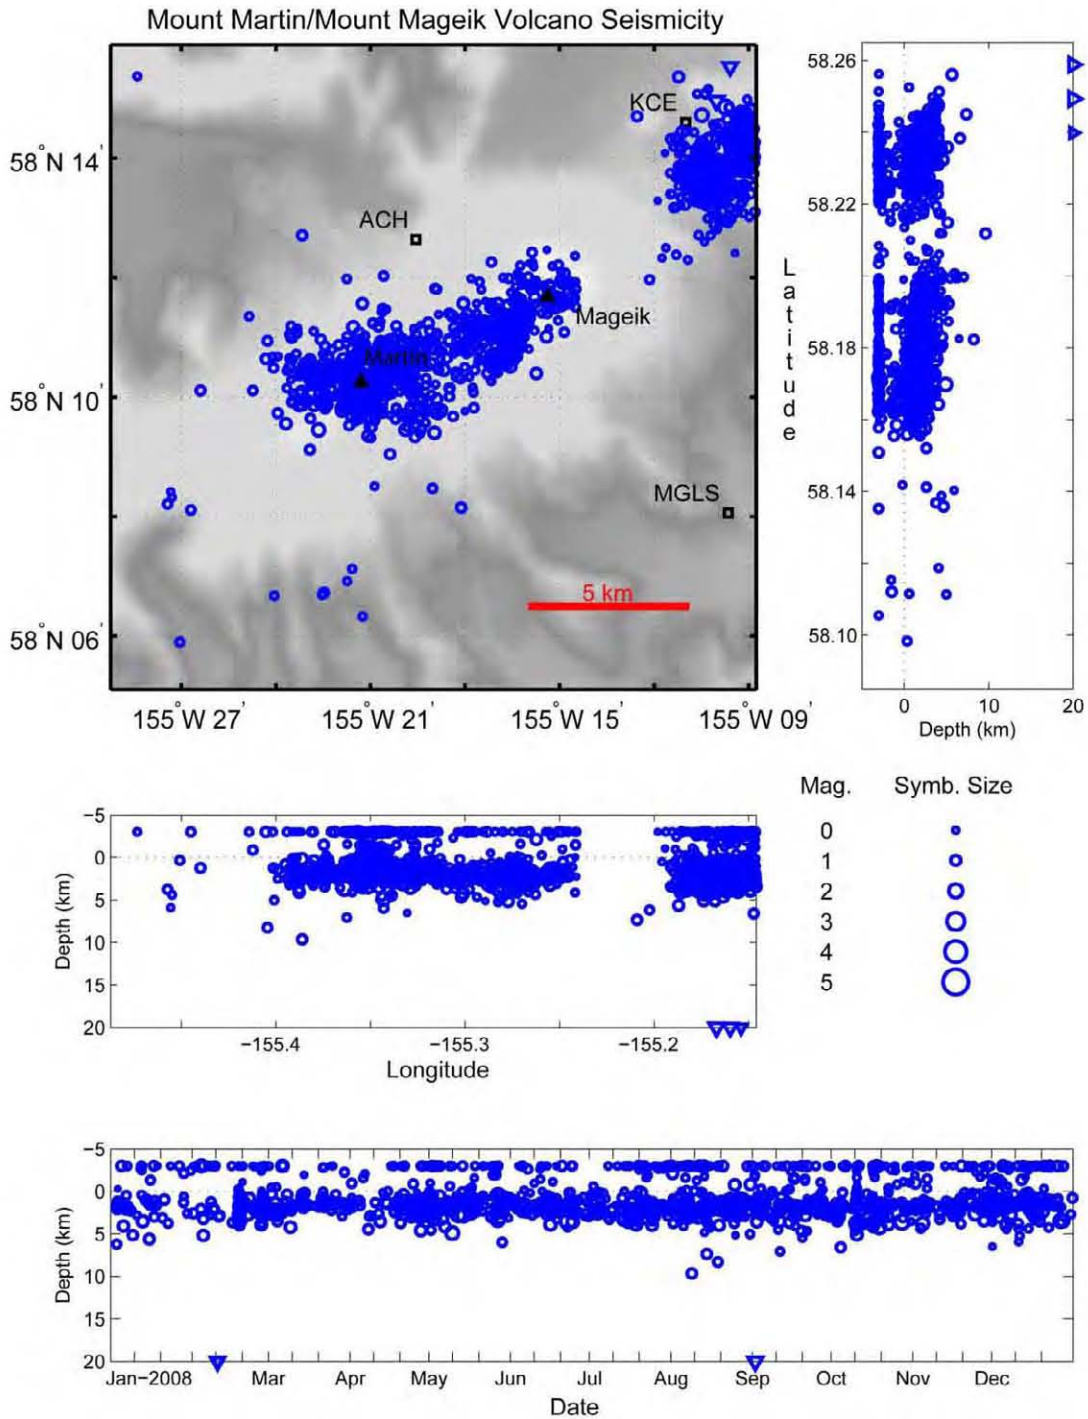 Mount Martin/Mount Mageik Volcano Seismicity
58°N 14'
58°N 10'
58°N 06'
KCE
ACH
Mageik
Martin
MGLS
5 km
155°W 27' 155°W 21' 155°W 15' 155°W 09'
Latitude
58.26
58.22
58.18
58.14
58.10
0 10 20
Depth (km)
−5
0
5
10
15
20
Depth (km)
−155.4 −155.3 −155.2
Longitude
Mag. Symb. Size
0
1
2
3
4
5
−5
0
5
10
15
20
Depth (km)
Jan−2008 Mar Apr May Jun Jul Aug Sep Oct Nov Dec
Date